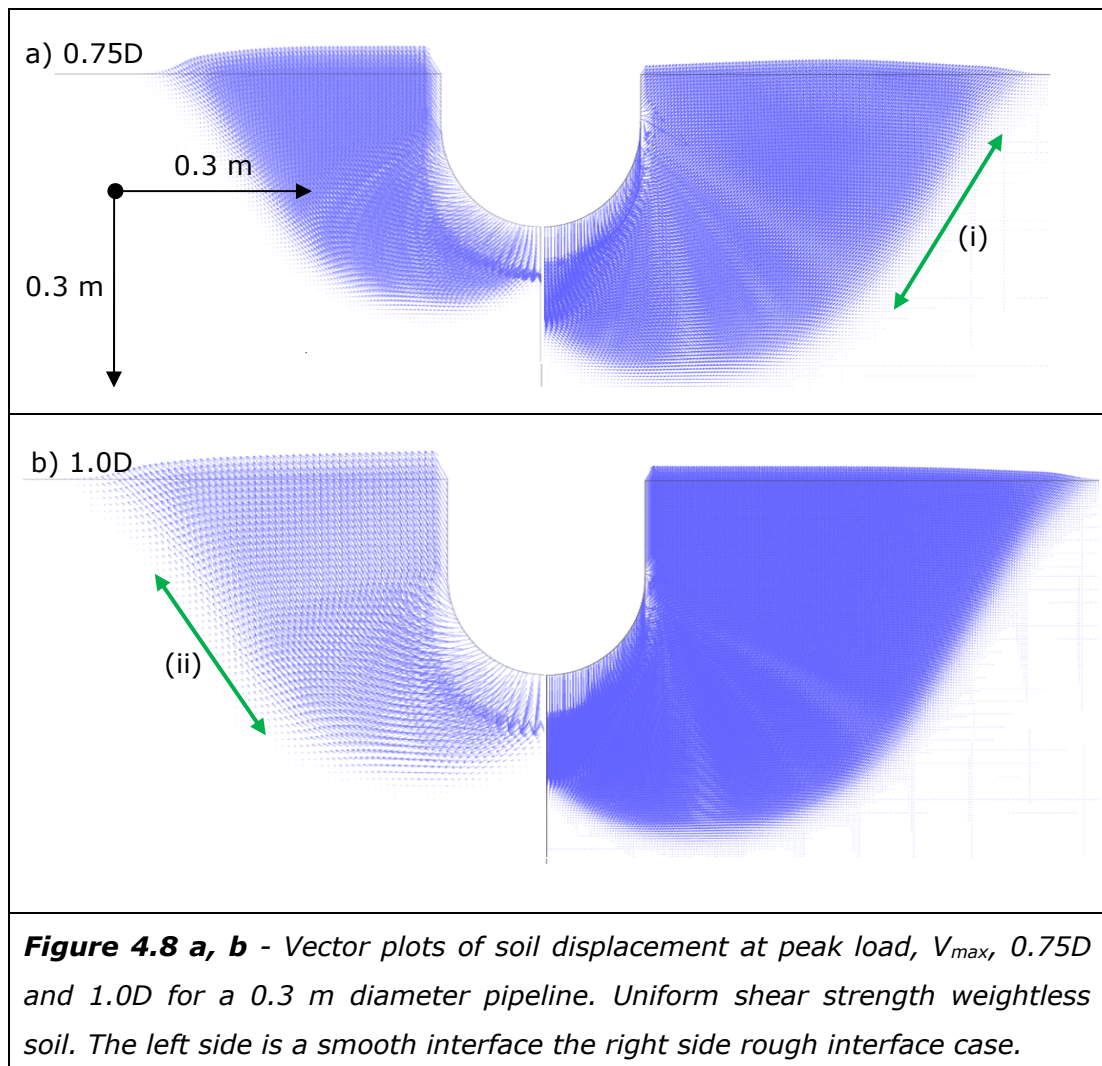 a) 0.75D
0.3 m
0.3 m
(i)
b) 1.0D
(ii)
Figure 4.8 a, b - Vector plots of soil displacement at peak load, Vmax, 0.75D
and 1.0D for a 0.3 m diameter pipeline. Uniform shear strength weightless
soil. The left side is a smooth interface the right side rough interface case.